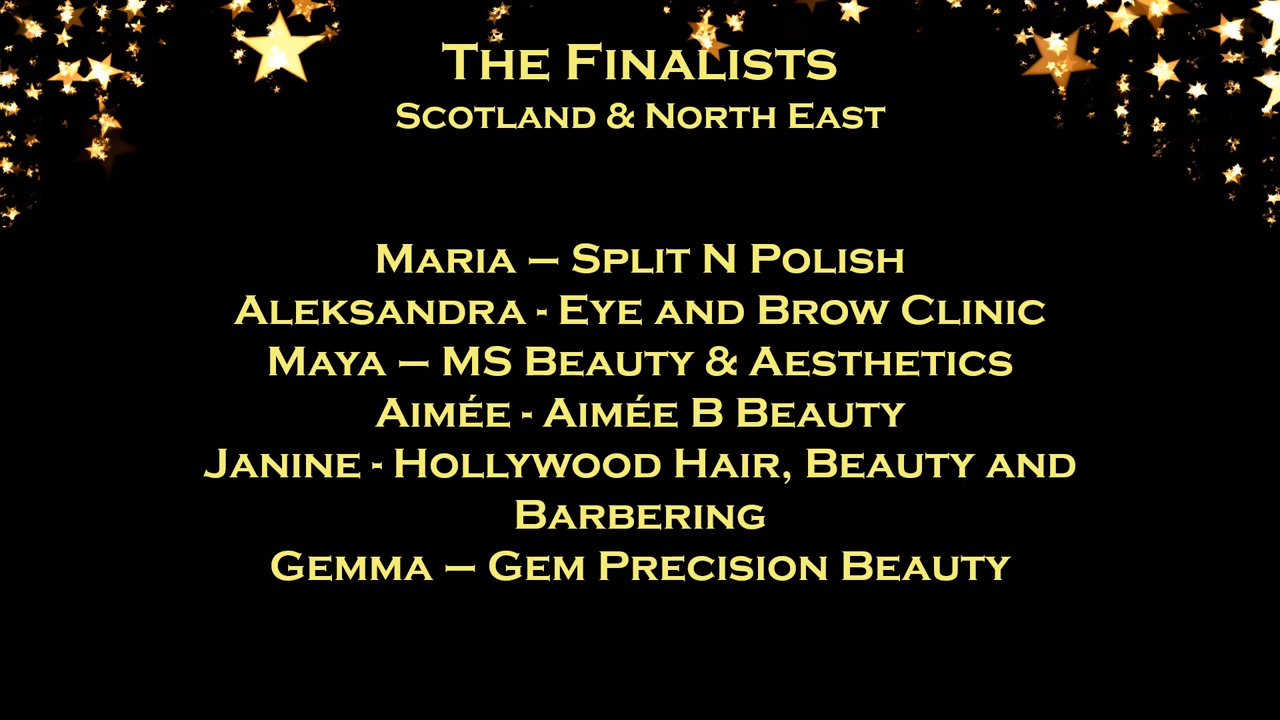 The Finalists
Scotland & North East
Maria – Split N Polish
Aleksandra - Eye and Brow Clinic
Maya – MS Beauty & Aesthetics
Aimée - Aimée B Beauty
Janine - Hollywood Hair, Beauty and
Barbering
Gemma – Gem Precision Beauty